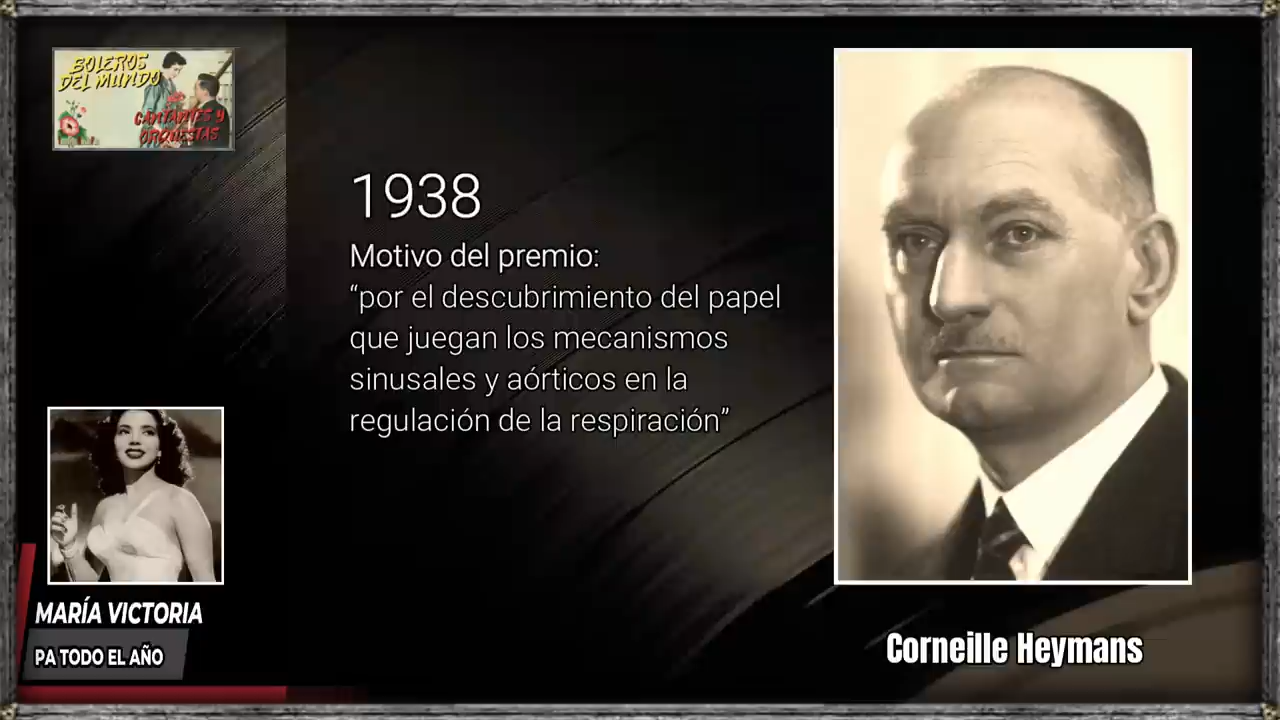 BOLEROS
DEL MUNDO
CANTANTES Y
ORQUESTAS
1938
Motivo del premio:
“por el descubrimiento del papel
que juegan los mecanismos
sinusales y aórticos en la
regulación de la respiración”
MARÍA VICTORIA
PA TODO EL AÑO
Corneille Heymans